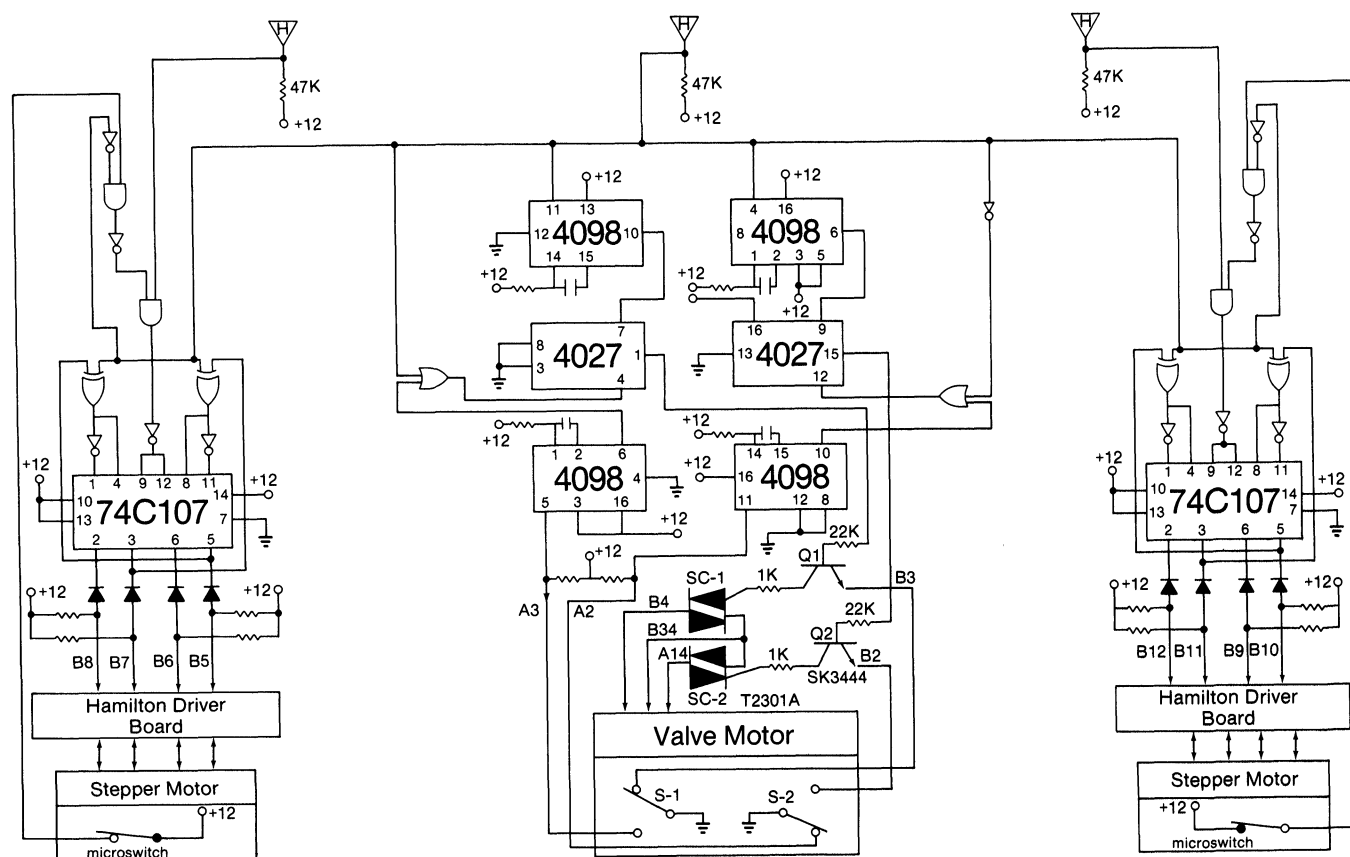 H
H
H
47K
+12
47K
+12
47K
+12
+12
11 13
12 4098 10
14 15
+12
+12
4 16
8 4098 6
1 2 3 5
+12
+12
7
8 4027 1
3
4
16 9
13 4027 15
12
+12
1 2 6
4098 4
5 3 16
+12
+12
14 15 10
+12
16 4098
11 12 8
+12
+12
1 4 9 12 8 11
10 74C107 14
13 7
2 3 6 5
+12
+12
+12
B8 B7 B6 B5
Hamilton Driver
Board
Stepper Motor
+12
microswitch
A3 A2
22K
Q1
SC-1 1K
B3
B4
B34
A14
22K
Q2
1K B2
SK3444
SC-2 T2301A
Valve Motor
S-1 S-2
+12
1 4 9 12 8 11
10 74C107 14
13 7
2 3 6 5
+12
+12
+12
B12 B11 B9 B10
Hamilton Driver
Board
Stepper Motor
+12
microswitch